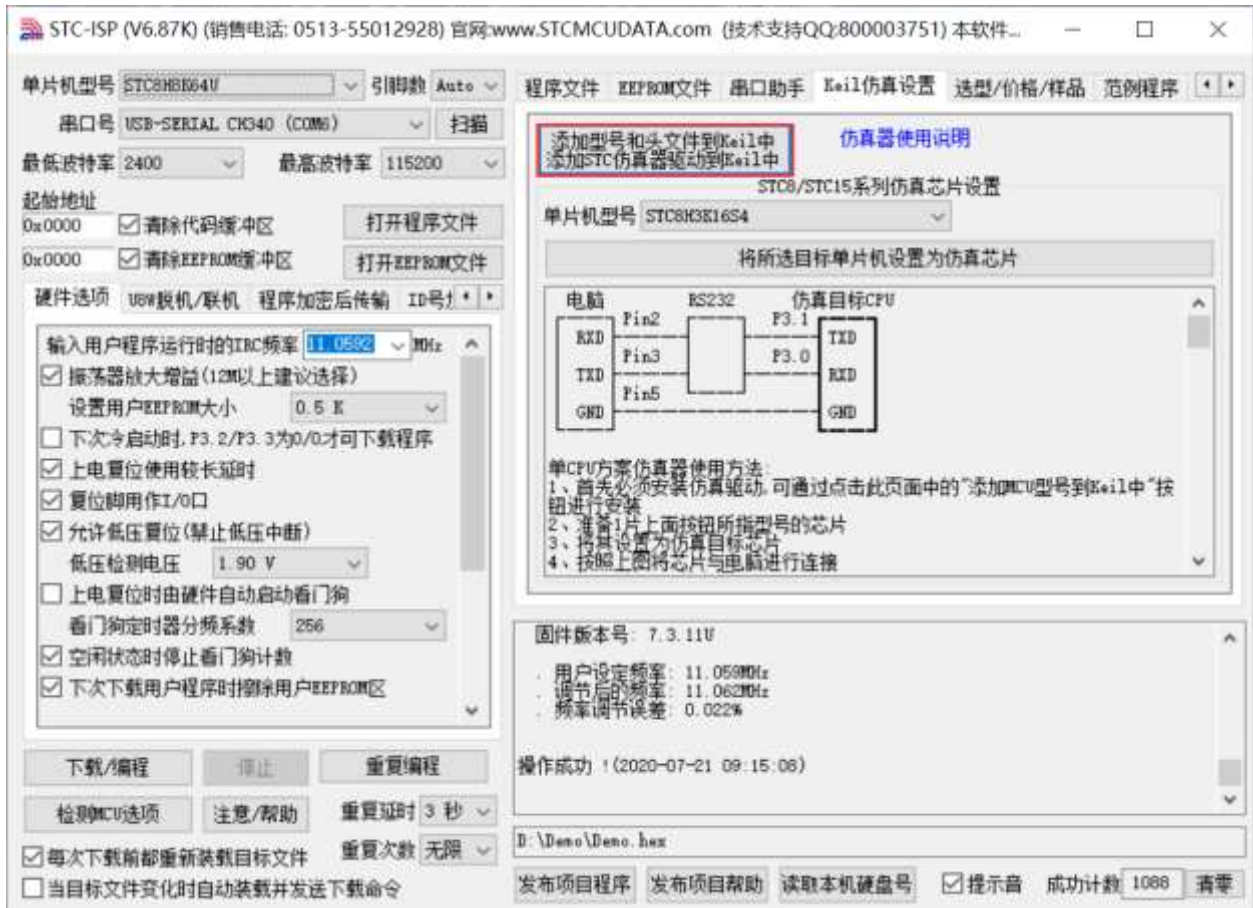 STC-ISP (V6.87K) (销售电话: 0513-55012928) 官网:www.STCMCUDATA.com (技术支持QQ:800003751) 本软件...
单片机型号 STC8H8K64U 引脚数 Auto
串口号 USB-SERIAL CH340 (COM6) 扫描
最低波特率 2400 最高波特率 115200
起始地址
0x0000 清除代码缓冲区 打开程序文件
0x0000 清除EEPROM缓冲区 打开EEPROM文件
硬件选项 U8W脱机/联机 程序加密后传输 ID号
输入用户程序运行时的IRC频率 11.0592 MHz
振荡器放大增益(12M以上建议选择)
设置用户EEPROM大小 0.5 K
下次冷启动时,P3.2/P3.3为0/0才可下载程序
上电复位使用较长延时
复位脚用作I/O口
允许低压复位(禁止低压中断)
低压检测电压 1.90 V
上电复位时由硬件自动启动看门狗
看门狗定时器分频系数 256
空闲状态时停止看门狗计数
下次下载用户程序时擦除用户EEPROM区
下载/编程 停止 重复编程
检测MCU选项 注意/帮助 重复延时 3 秒
每次下载前都重新装载目标文件 重复次数 无限
当目标文件变化时自动装载并发送下载命令
程序文件 EEPROM文件 串口助手 Keil仿真设置 选型/价格/样品 范例程序
添加型号和头文件到Keil中
添加STC仿真器驱动到Keil中
仿真器使用说明
STC8/STC15系列仿真芯片设置
单片机型号 STC8H3K16S4
将所选目标单片机设置为仿真芯片
电脑 RS232 仿真目标CPU
RXD Pin2 P3.1 TXD
TXD Pin3 P3.0 RXD
GND Pin5 GND
单CPU方案仿真器使用方法:
1、首先必须安装仿真驱动,可通过点击此页面中的"添加MCU型号到Keil中"按
钮进行安装
2、准备1片上面按钮所指型号的芯片
3、将其设置为仿真目标芯片
4、按照上图将芯片与电脑进行连接
固件版本号: 7.3.11U
. 用户设定频率: 11.059MHz
. 调节后的频率: 11.062MHz
. 频率调节误差: 0.022%
操作成功 !(2020-07-21 09:15:08)
D:\Demo\Demo.hex
发布项目程序 发布项目帮助 读取本机硬盘号 提示音 成功计数 1088 清零